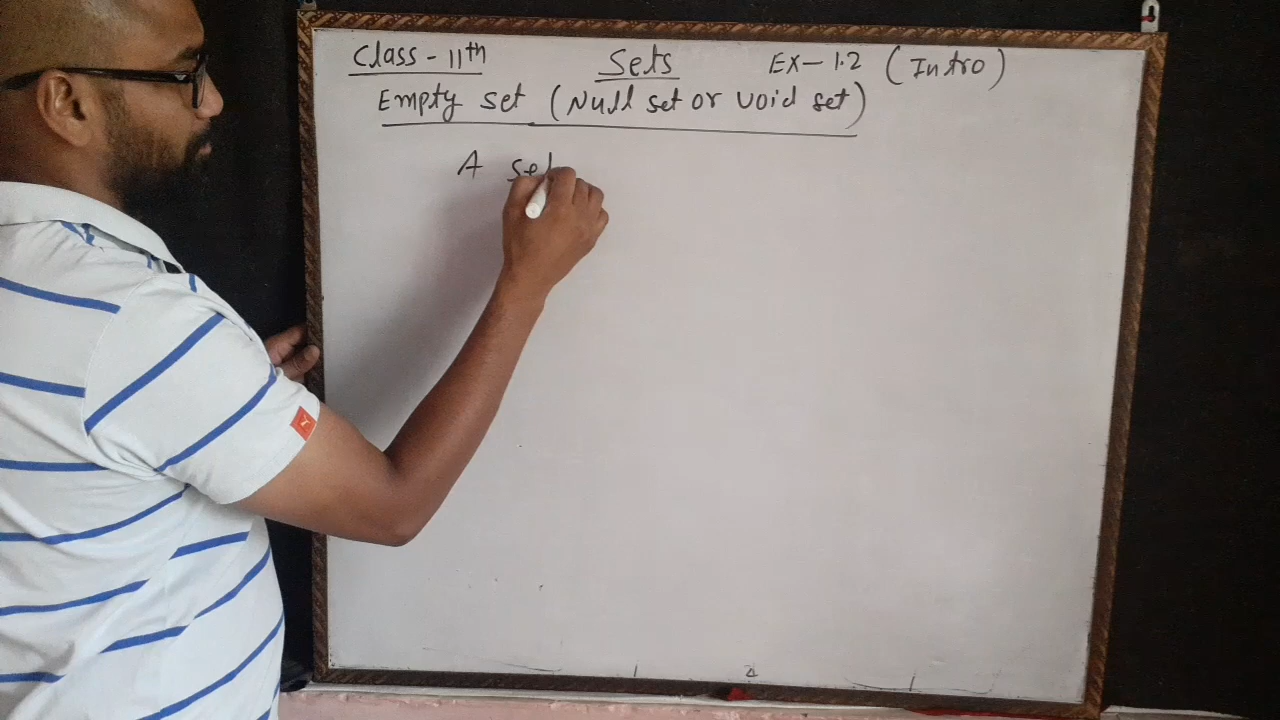 Class - 11th Sets EX - 1.2 (Intro)
Empty set (Null set or void set)
A set